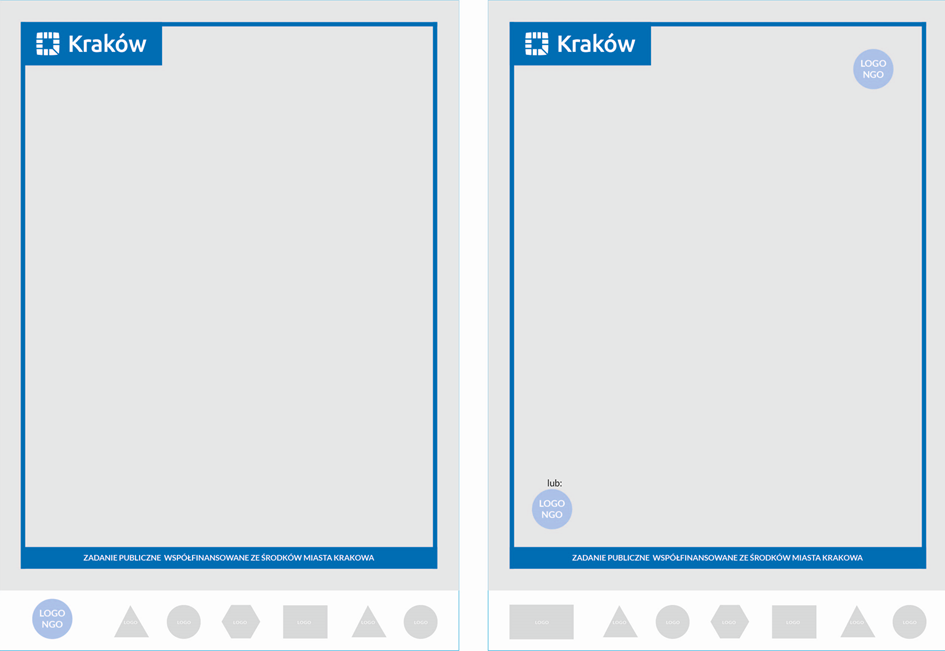 Kraków
ZADANIE PUBLICZNE WSPÓŁFINANSOWANE ZE ŚRODKÓW MIASTA KRAKOWA
LOGO
NGO
Kraków
LOGO
NGO
lub:
LOGO
NGO
ZADANIE PUBLICZNE WSPÓŁFINANSOWANE ZE ŚRODKÓW MIASTA KRAKOWA